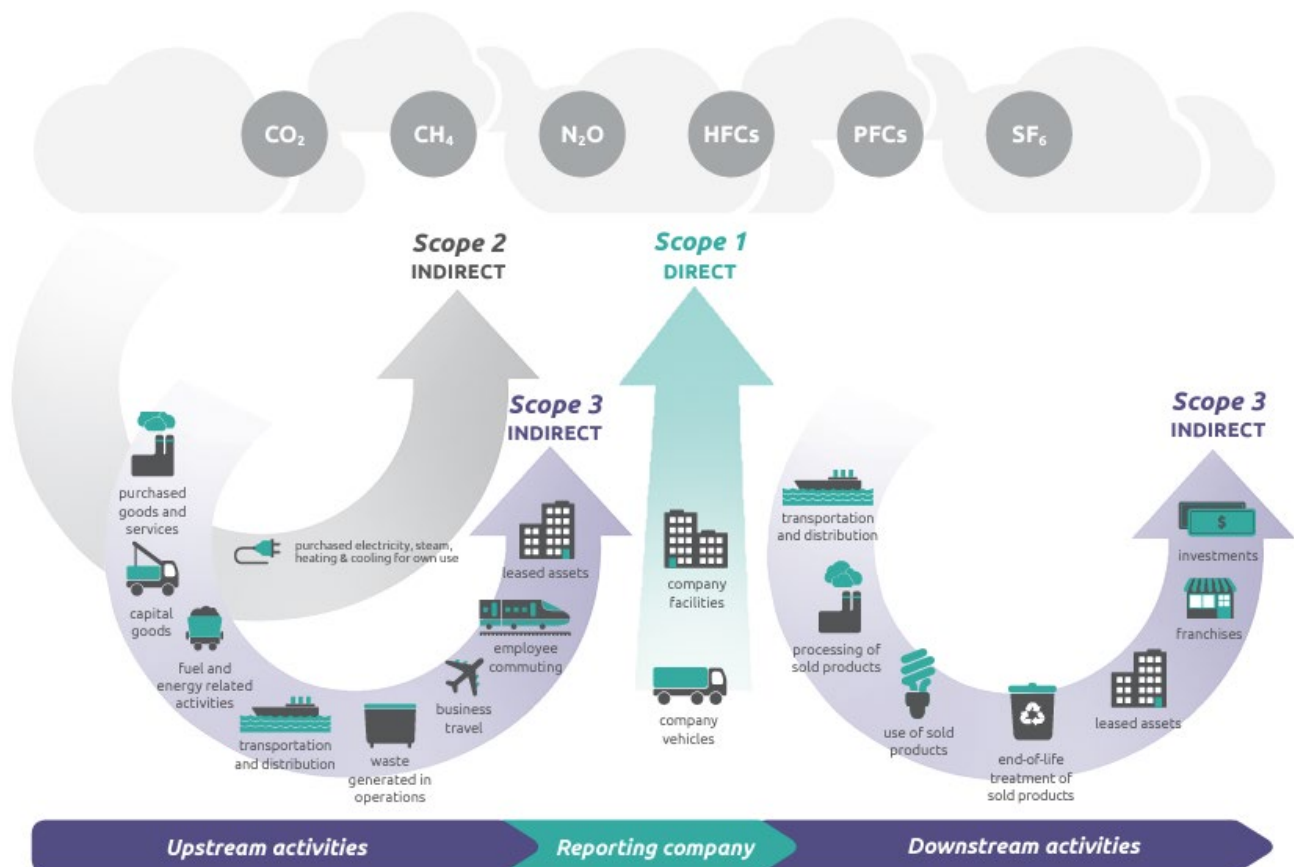 CO₂
CH₄
N₂O
HFCs
PFCs
SF₆
Scope 2
INDIRECT
Scope 1
DIRECT
Scope 3
INDIRECT
Scope 3
INDIRECT
purchased
goods and
services
capital
goods
fuel and
energy related
activities
transportation
and distribution
waste
generated in
operations
business
travel
employee
commuting
leased assets
purchased electricity, steam,
heating & cooling for own use
company
facilities
company
vehicles
transportation
and distribution
processing of
sold products
use of sold
products
end-of-life
treatment of
sold products
leased assets
franchises
$
investments
Upstream activities
Reporting company
Downstream activities